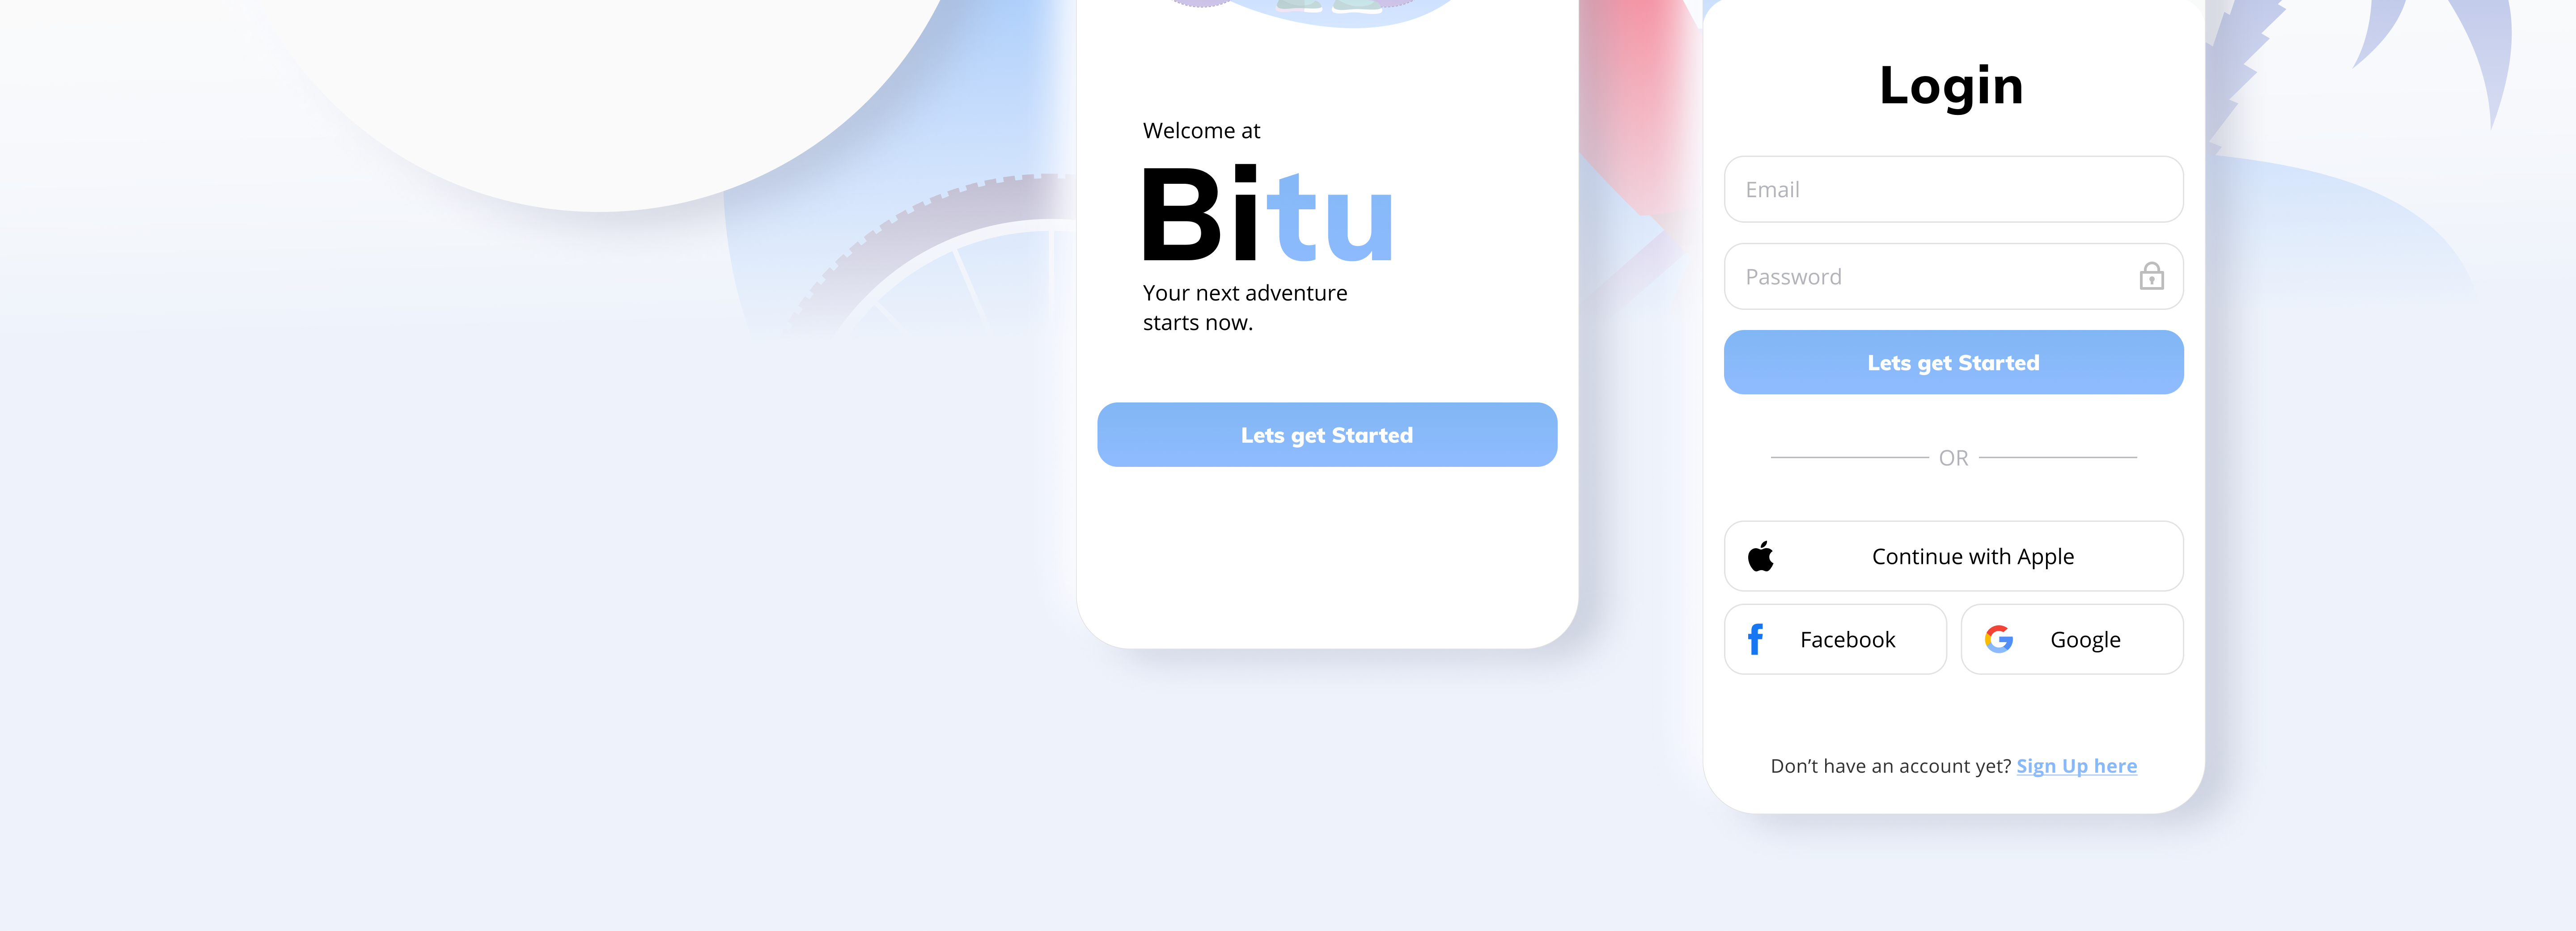 Welcome at
Bitu
Your next adventure
starts now.
Lets get Started
Login
Email
Password
Lets get Started
OR
Continue with Apple
Facebook
Google
Don’t have an account yet? Sign Up here